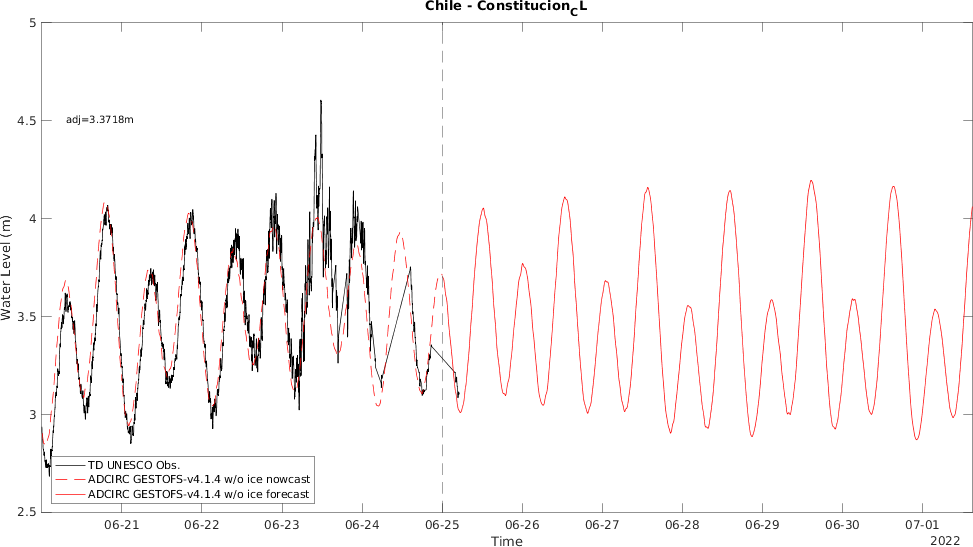 Chile - Constitucion_CL
5
4.5
4
3.5
3
2.5
Water Level (m)
adj=3.3718m
TD UNESCO Obs.
ADCIRC GESTOFS-v4.1.4 w/o ice nowcast
ADCIRC GESTOFS-v4.1.4 w/o ice forecast
06-21 06-22 06-23 06-24 06-25 06-26 06-27 06-28 06-29 06-30 07-01
Time
2022